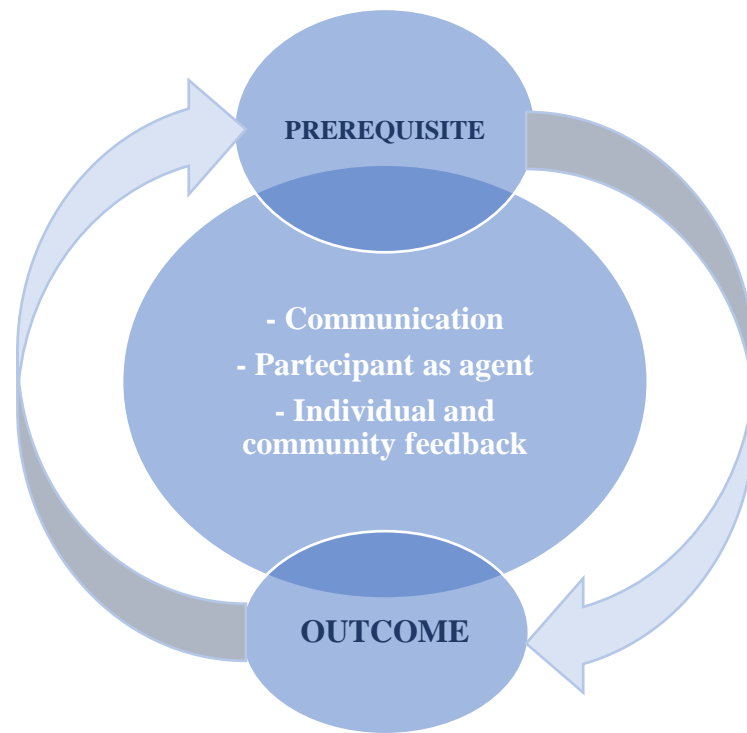 PREREQUISITE
- Communication
- Partecipant as agent
- Individual and
community feedback
OUTCOME